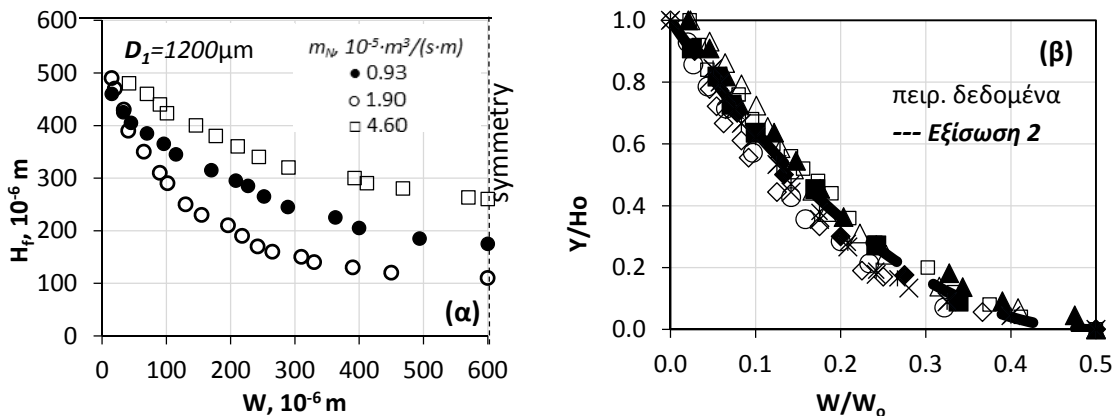 600
500
400
300
200
100
0
H_f, 10⁻⁶ m
D₁=1200μm
m_N, 10⁻⁵·m³/(s·m)
0.93
1.90
4.60
symmetry
(α)
0 100 200 300 400 500 600
W, 10⁻⁶ m
1.0
0.8
0.6
0.4
0.2
0.0
Y/Ho
(β)
πειρ. δεδομένα
--- Εξίσωση 2
0.0 0.1 0.2 0.3 0.4 0.5
W/Wₒ